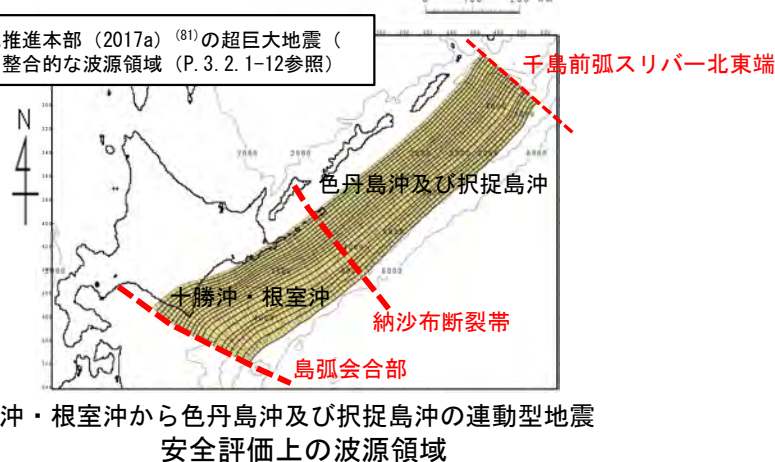 推進本部（2017a）(81)の超巨大地震（
整合的な波源領域（P.3.2.1-12参照）
千島前弧スリバー北東端
N
色丹島沖及び択捉島沖
十勝沖・根室沖
納沙布断裂帯
島弧会合部
沖・根室沖から色丹島沖及び択捉島沖の連動型地震
安全評価上の波源領域